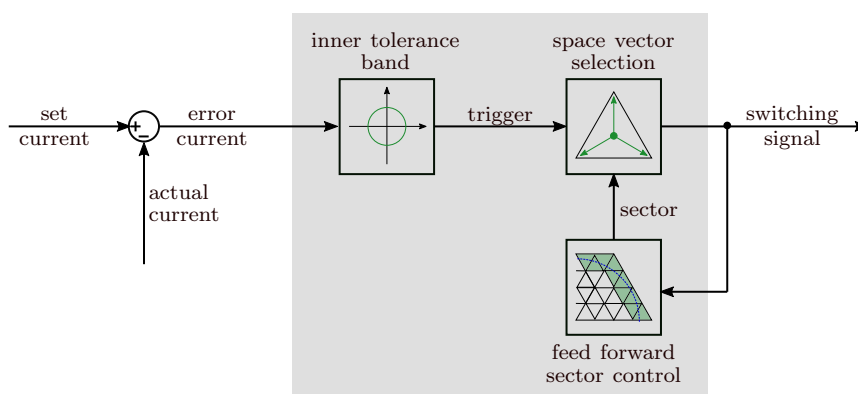 inner tolerance
band
space vector
selection
set
current
+
−
error
current
trigger
switching
signal
actual
current
sector
feed forward
sector control